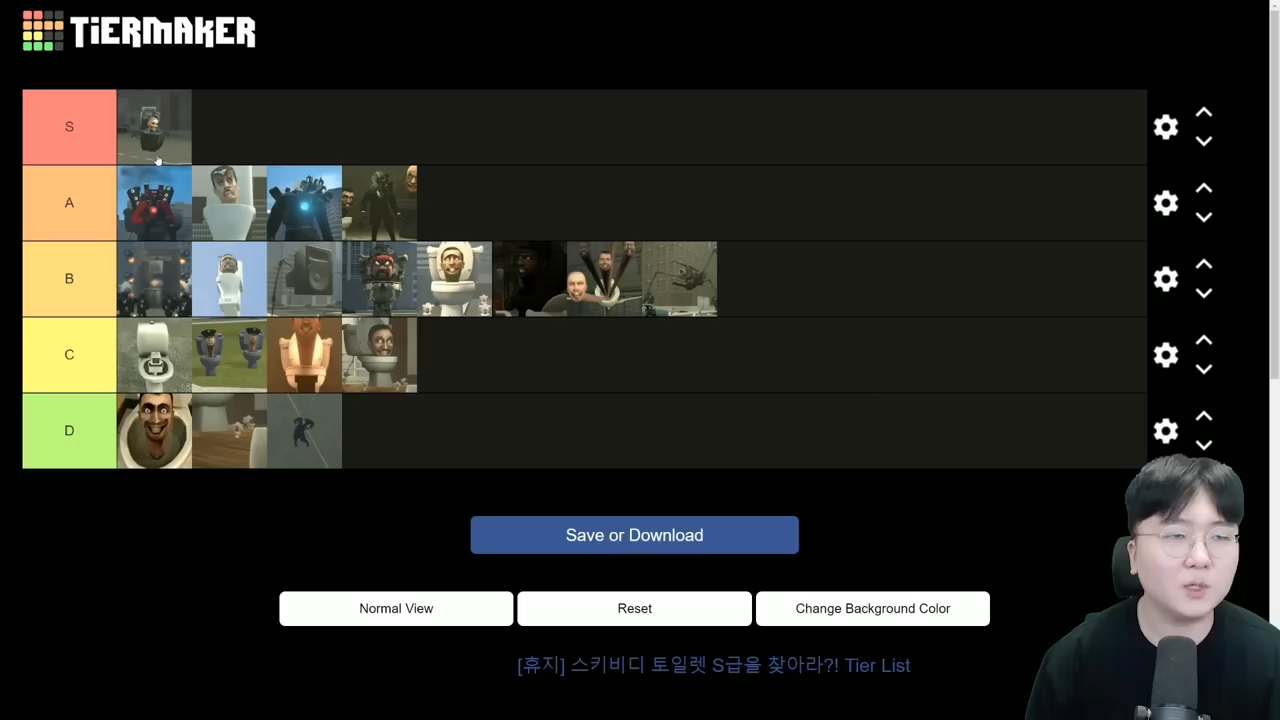 TiERMAKER
S
A
B
C
D
Save or Download
Normal View
Reset
Change Background Color
[휴지] 스키비디 토일렛 S급을 찾아라?! Tier List